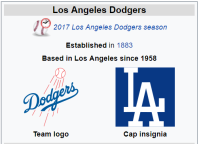 Los Angeles Dodgers
2017 Los Angeles Dodgers season
Established in 1883
Based in Los Angeles since 1958
Dodgers
LA
Team logo
Cap insignia